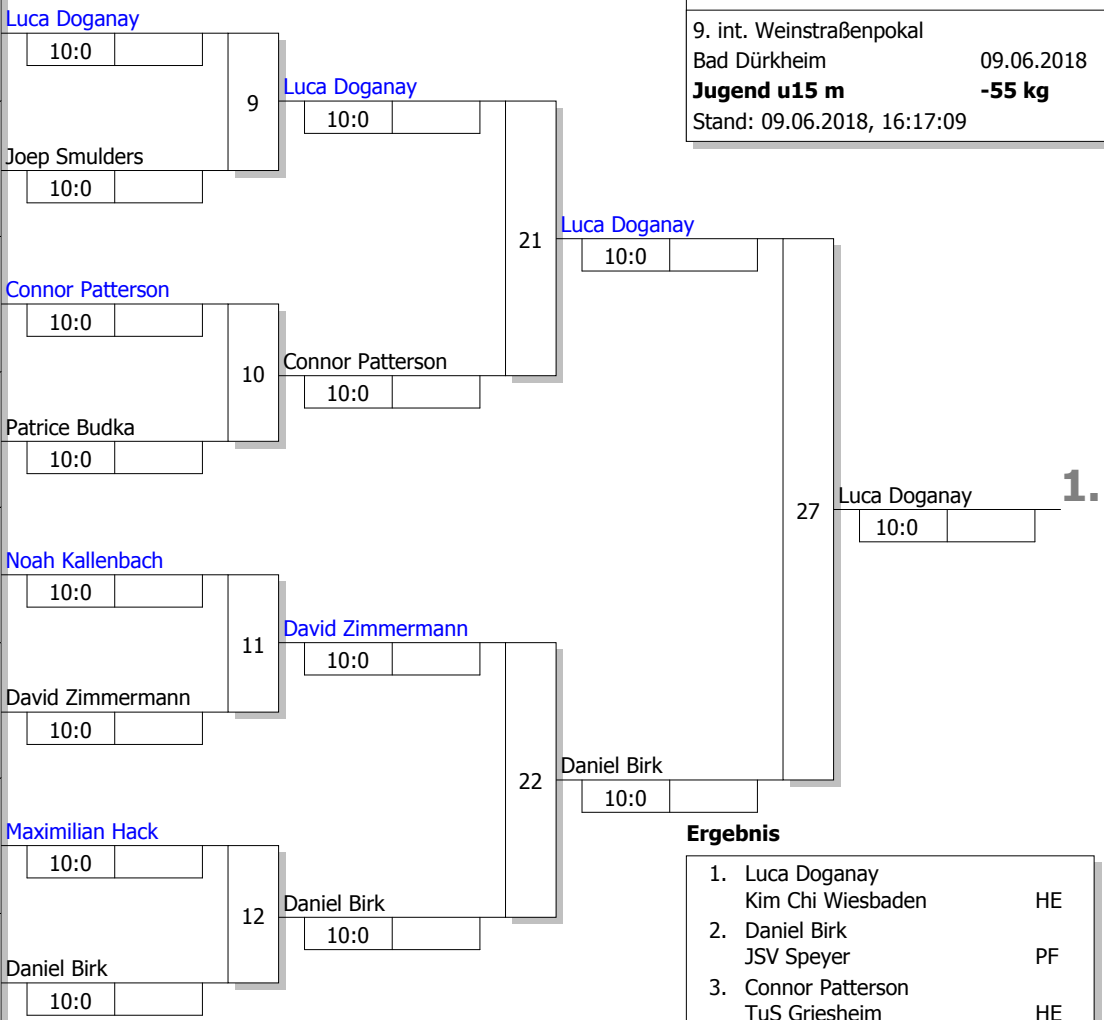 Luca Doganay
10:0
9
Joep Smulders
10:0
Luca Doganay
10:0
Connor Patterson
10:0
10
Patrice Budka
10:0
Connor Patterson
10:0
21
Luca Doganay
10:0
Noah Kallenbach
10:0
11
David Zimmermann
10:0
David Zimmermann
10:0
Maximilian Hack
10:0
12
Daniel Birk
10:0
Daniel Birk
10:0
22
Daniel Birk
10:0
27
Luca Doganay
10:0
1.
9. int. Weinstraßenpokal
Bad Dürkheim 09.06.2018
Jugend u15 m -55 kg
Stand: 09.06.2018, 16:17:09
Ergebnis
1. Luca Doganay
Kim Chi Wiesbaden HE
2. Daniel Birk
JSV Speyer PF
3. Connor Patterson
TuS Griesheim HE